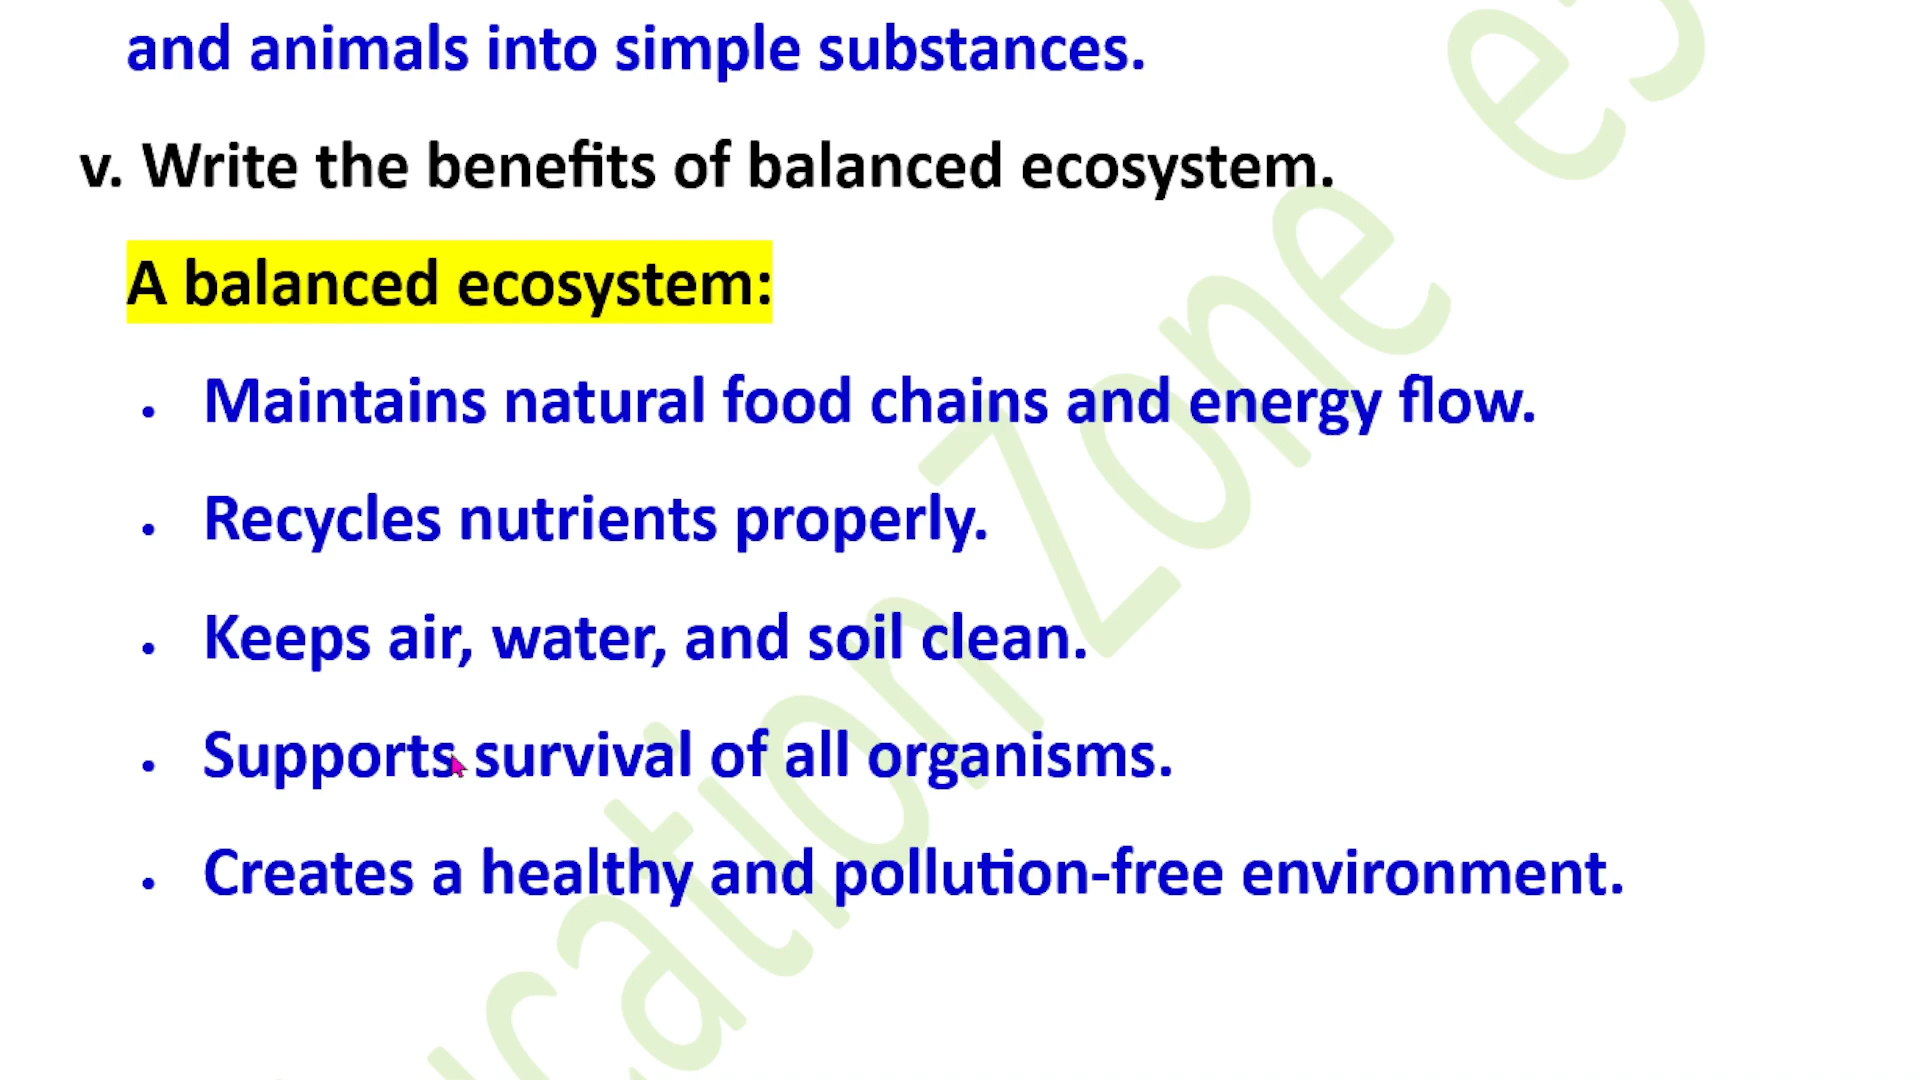 and animals into simple substances.
v. Write the benefits of balanced ecosystem.
A balanced ecosystem:
• Maintains natural food chains and energy flow.
• Recycles nutrients properly.
• Keeps air, water, and soil clean.
• Supports survival of all organisms.
• Creates a healthy and pollution-free environment.
Zone